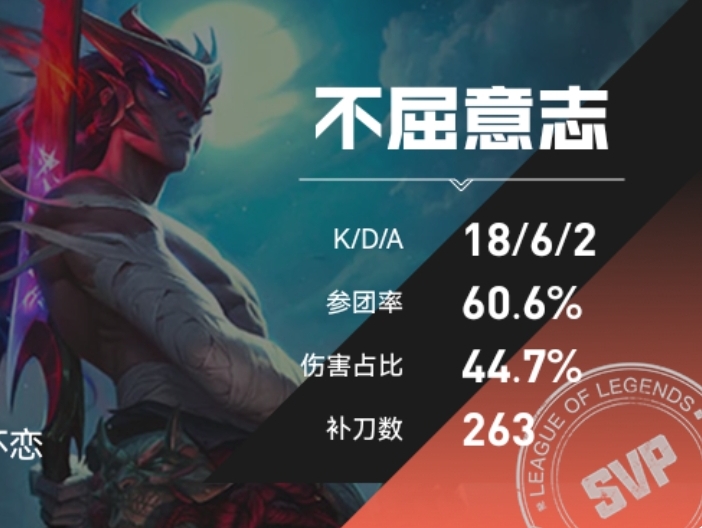 不屈意志
K/D/A 18/6/2
参团率 60.6%
伤害占比 44.7%
补刀数 263
恋
LEAGUE OF LEGENDS
SVP